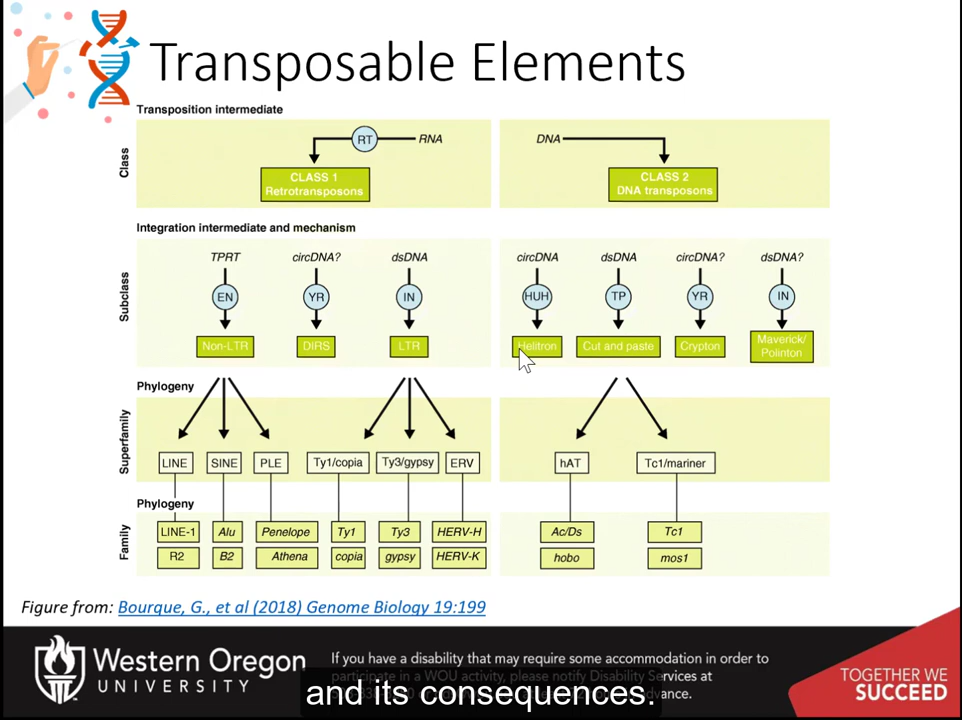 Transposable Elements
Transposition intermediate
Class
RT
RNA
DNA
CLASS 1
Retrotransposons
CLASS 2
DNA transposons
Integration intermediate and mechanism
Subclass
TPRT
circDNA?
dsDNA
circDNA
dsDNA
circDNA?
dsDNA?
EN
YR
IN
HUH
TP
YR
IN
Non-LTR
DIRS
LTR
Helitron
Cut and paste
Crypton
Maverick/
Polinton
Phylogeny
Superfamily
LINE
SINE
PLE
Ty1/copia
Ty3/gypsy
ERV
hAT
Tc1/mariner
Phylogeny
Family
LINE-1
Alu
Penelope
Ty1
Ty3
HERV-H
Ac/Ds
Tc1
R2
B2
Athena
copia
gypsy
HERV-K
hobo
mos1
Figure from: Bourque, G., et al (2018) Genome Biology 19:199
Western Oregon
UNIVERSITY
If you have a disability that may require some accommodation in order to
participate in a WOU activity, please notify Disability Services at
and its consequences.
TOGETHER WE
SUCCEED